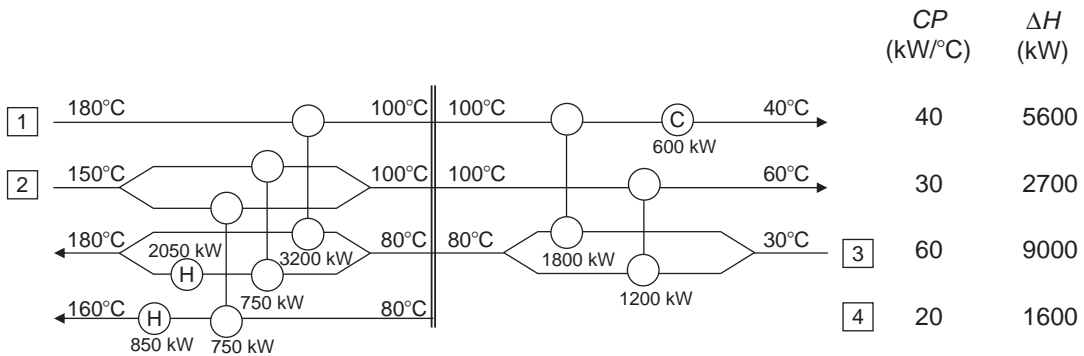 CP ΔH
(kW/°C) (kW)
1 180°C 100°C 100°C C 40°C 40 5600
600 kW
2 150°C 100°C 100°C 60°C 30 2700
180°C 2050 kW 3200 kW 80°C 80°C 1800 kW 30°C 3 60 9000
H 750 kW 1200 kW
160°C H 80°C 4 20 1600
850 kW 750 kW